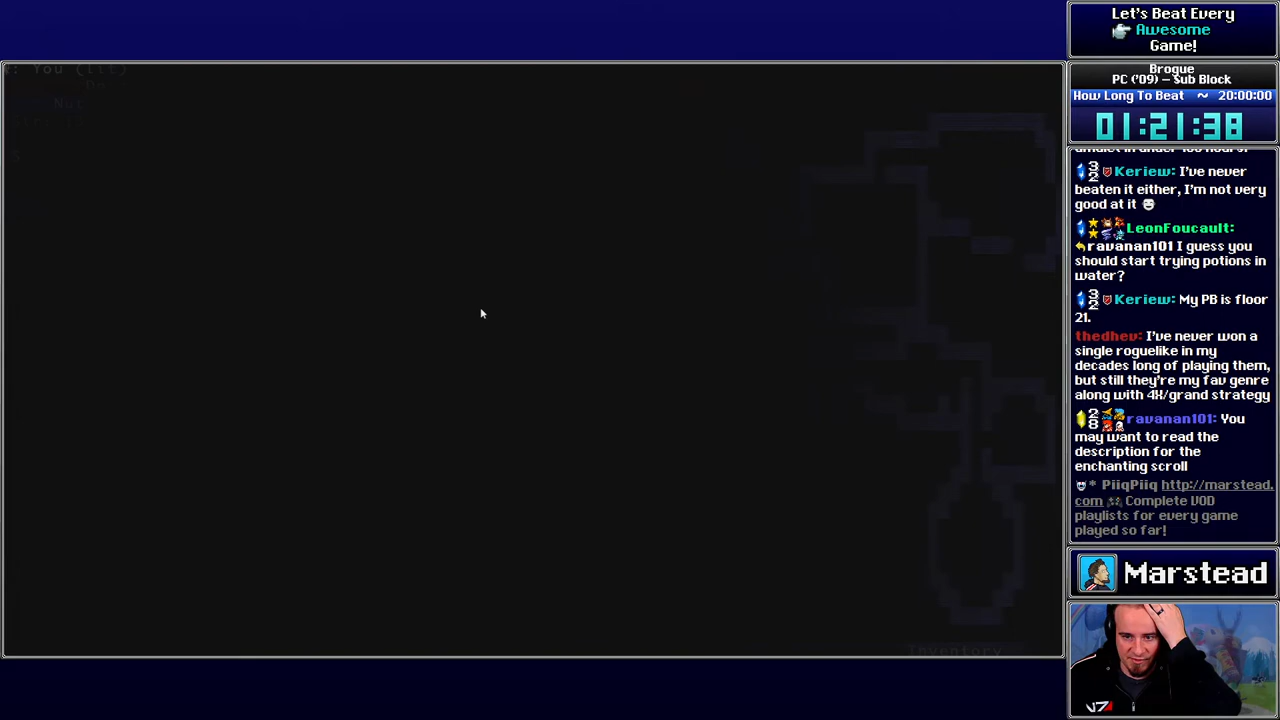 Let's Beat Every
Awesome
Game!
Brogue
PC ('09) – Sub Block
How Long To Beat ~ 20:00:00
01:21:38
Keriew: I've never
beaten it either, I'm not very
good at it
LeonFoucault:
ravanan101 I guess you
should start trying potions in
water?
Keriew: My PB is floor
21.
thedhev: I've never won a
single roguelike in my
decades long of playing them,
but still they're my fav genre
along with 4X/grand strategy
ravanan101: You
may want to read the
description for the
enchanting scroll
* PiiqPiiq http://marstead.
com Complete VOD
playlists for every game
played so far!
Marstead
You (Lit)
Inventory
N7